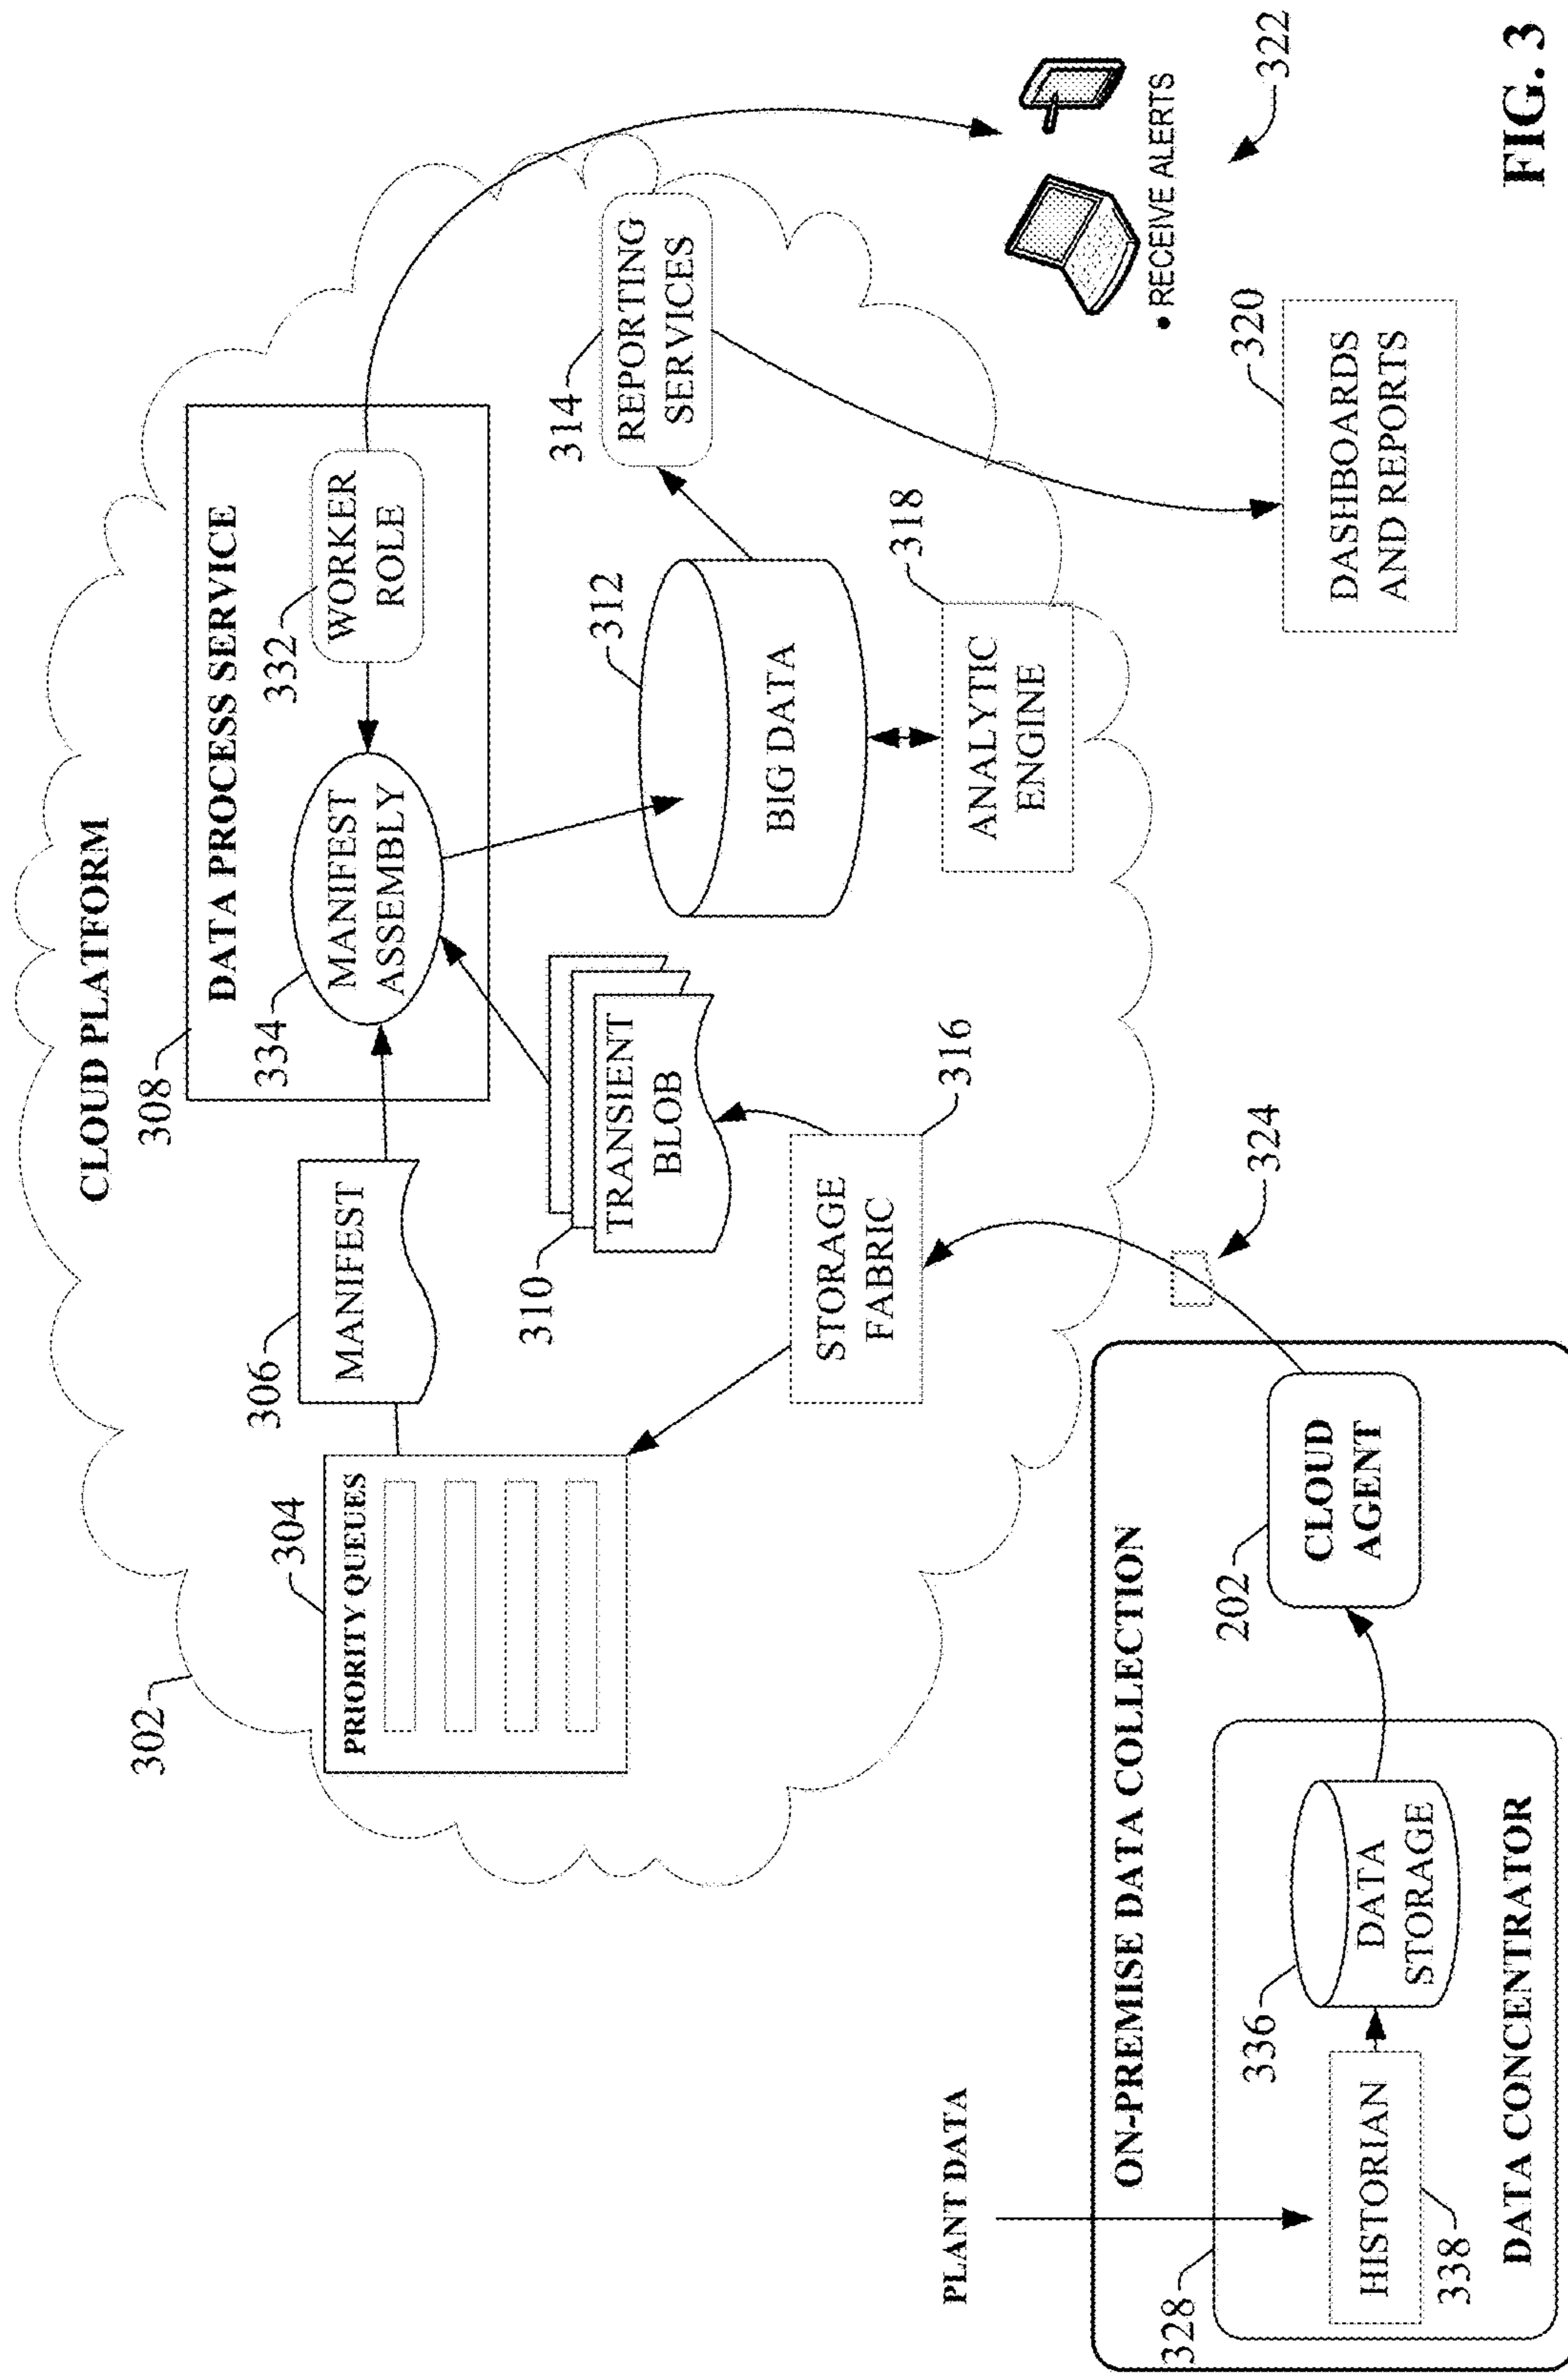 CLOUD PLATFORM
302
304
PRIORITY QUEUES
306
MANIFEST
308
DATA PROCESS SERVICE
334
MANIFEST
ASSEMBLY
332
WORKER
ROLE
310
TRANSIENT
BLOB
312
BIG DATA
314
REPORTING
SERVICES
STORAGE
FABRIC
316
318
ANALYTIC
ENGINE
• RECEIVE ALERTS
322
324
320
DASHBOARDS
AND REPORTS
PLANT DATA
ON-PREMISE DATA COLLECTION
328
336
DATA
STORAGE
HISTORIAN
338
DATA CONCENTRATOR
202
CLOUD
AGENT
FIG. 3